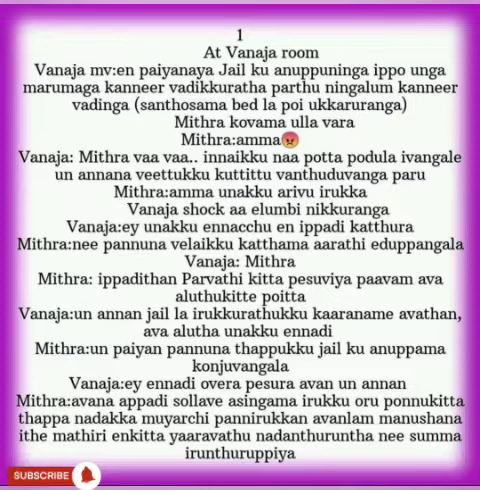 1
At Vanaja room
Vanaja mv:en paiyanaya Jail ku anuppuninga ippo unga
marumaga kanneer vadikkuratha parthu ningalum kanneer
vadinga (santhosama bed la poi ukkaruranga)
Mithra kovama ulla vara
Mithra:amma😡
Vanaja: Mithra vaa vaa.. innaikku naa potta podula ivangale
un annana veettukku kuttittu vanthuduvanga paru
Mithra:amma unakku arivu irukka
Vanaja shock aa elumbi nikkuranga
Vanaja:ey unakku ennacchu en ippadi katthura
Mithra:nee pannuna velaikku katthama aarathi eduppangala
Vanaja: Mithra
Mithra: ippadithan Parvathi kitta pesuviya paavam ava
aluthukitte poitta
Vanaja:un annan jail la irukkurathukku kaaraname avathan,
ava alutha unakku ennadi
Mithra:un paiyan pannuna thappukku jail ku anuppama
konjuvangala
Vanaja:ey ennadi overa pesura avan un annan
Mithra:avana appadi sollave asingama irukku oru ponnukitta
thappa nadakka muyarchi pannirukkan avanlam manushana
ithe mathiri enkitta yaaravathu nadanthuruntha nee summa
irunthuruppiya
SUBSCRIBE